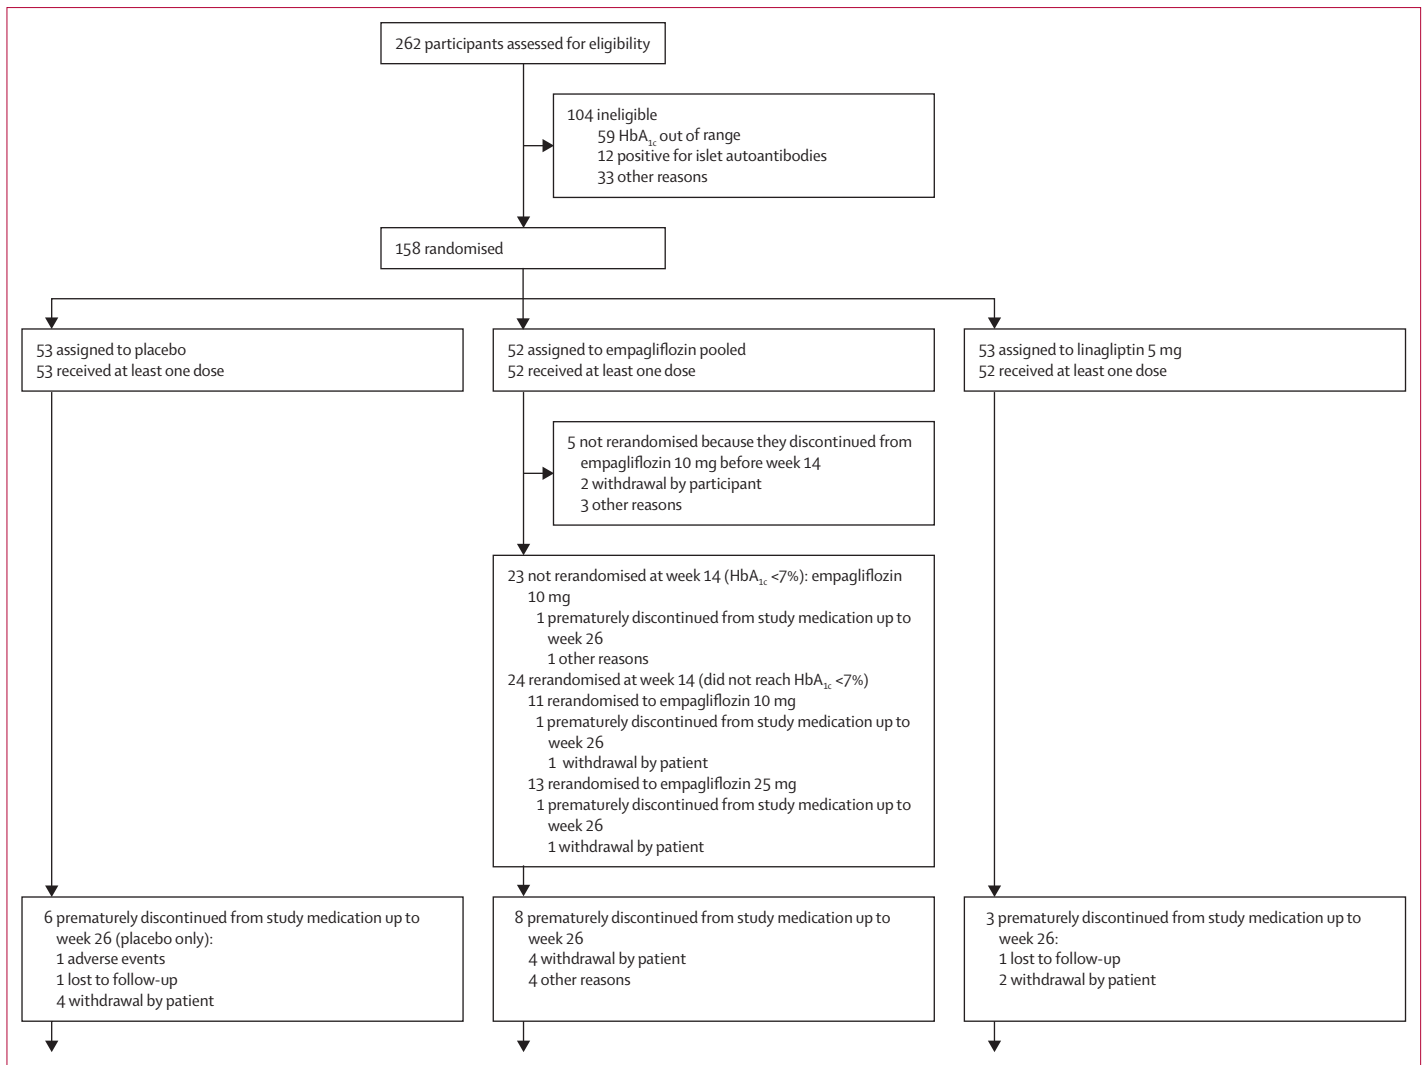 262 participants assessed for eligibility
104 ineligible
59 HbA1c out of range
12 positive for islet autoantibodies
33 other reasons
158 randomised
53 assigned to placebo
53 received at least one dose
52 assigned to empagliflozin pooled
52 received at least one dose
53 assigned to linagliptin 5 mg
52 received at least one dose
5 not rerandomised because they discontinued from
empagliflozin 10 mg before week 14
2 withdrawal by participant
3 other reasons
23 not rerandomised at week 14 (HbA1c <7%): empagliflozin
10 mg
1 prematurely discontinued from study medication up to
week 26
1 other reasons
24 rerandomised at week 14 (did not reach HbA1c <7%)
11 rerandomised to empagliflozin 10 mg
1 prematurely discontinued from study medication up to
week 26
1 withdrawal by patient
13 rerandomised to empagliflozin 25 mg
1 prematurely discontinued from study medication up to
week 26
1 withdrawal by patient
6 prematurely discontinued from study medication up to
week 26 (placebo only):
1 adverse events
1 lost to follow-up
4 withdrawal by patient
8 prematurely discontinued from study medication up to
week 26
4 withdrawal by patient
4 other reasons
3 prematurely discontinued from study medication up to
week 26:
1 lost to follow-up
2 withdrawal by patient